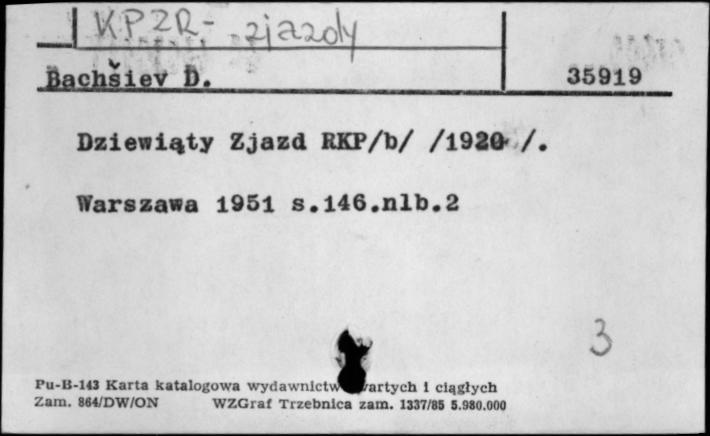 KPZR - zjazdy
Bachšiev D. 35919
Dziewiąty Zjazd RKP/b/ /1920 /.
Warszawa 1951 s.146.nlb.2
3
Pu-B-143 Karta katalogowa wydawnictw wartych i ciągłych
Zam. 864/DW/ON WZGraf Trzebnica zam. 1337/85 5.980.000